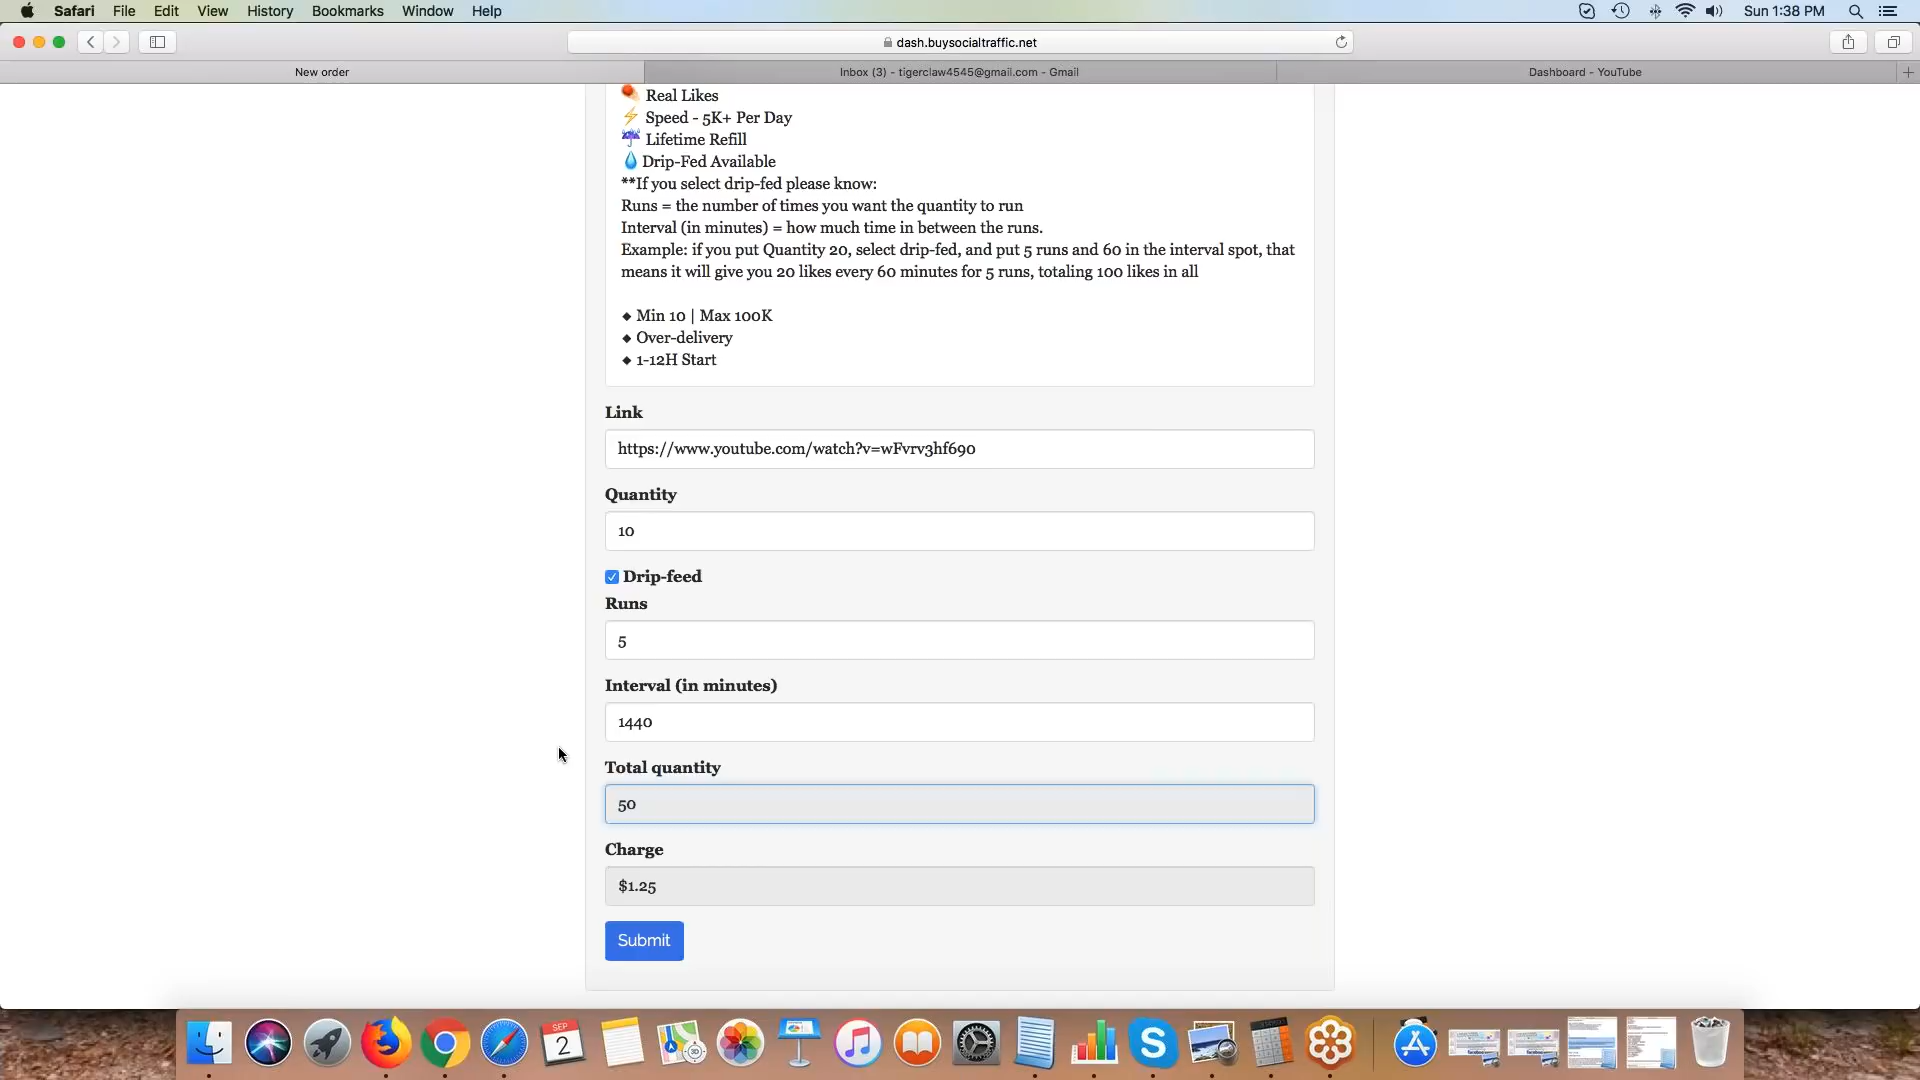 Safari File Edit View History Bookmarks Window Help
Sun 1:38 PM
dash.buysocialtraffic.net
New order
Inbox (3) - tigerclaw4545@gmail.com - Gmail
Dashboard - YouTube
Real Likes
Speed - 5K+ Per Day
Lifetime Refill
Drip-Fed Available
**If you select drip-fed please know:
Runs = the number of times you want the quantity to run
Interval (in minutes) = how much time in between the runs.
Example: if you put Quantity 20, select drip-fed, and put 5 runs and 60 in the interval spot, that
means it will give you 20 likes every 60 minutes for 5 runs, totaling 100 likes in all
◆ Min 10 | Max 100K
◆ Over-delivery
◆ 1-12H Start
Link
https://www.youtube.com/watch?v=wFvrv3hf690
Quantity
10
Drip-feed
Runs
5
Interval (in minutes)
1440
Total quantity
50
Charge
$1.25
Submit
SEP
2